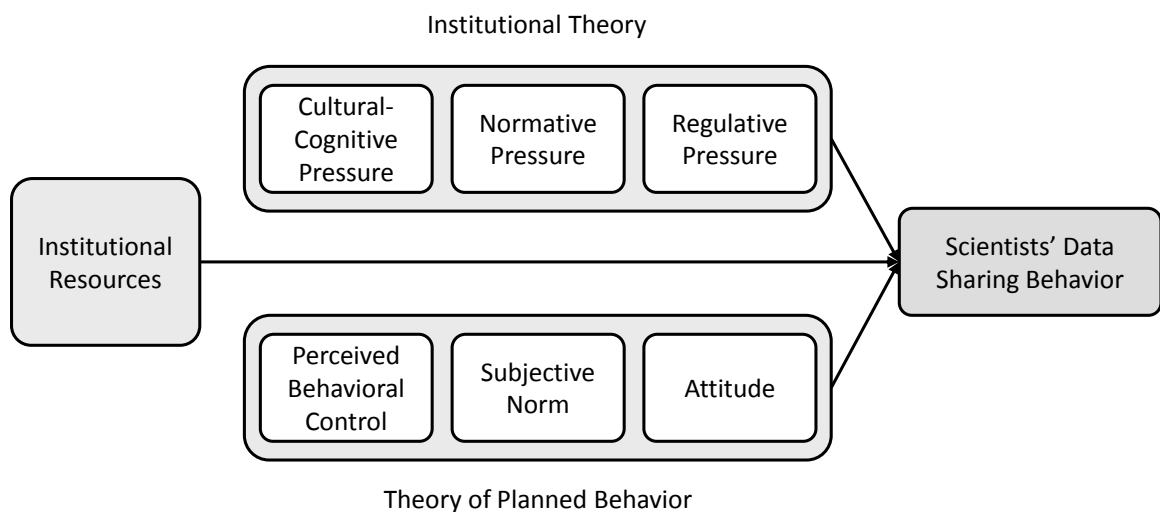 Institutional Theory
Cultural-
Cognitive
Pressure
Normative
Pressure
Regulative
Pressure
Institutional
Resources
Scientists’ Data
Sharing Behavior
Perceived
Behavioral
Control
Subjective
Norm
Attitude
Theory of Planned Behavior